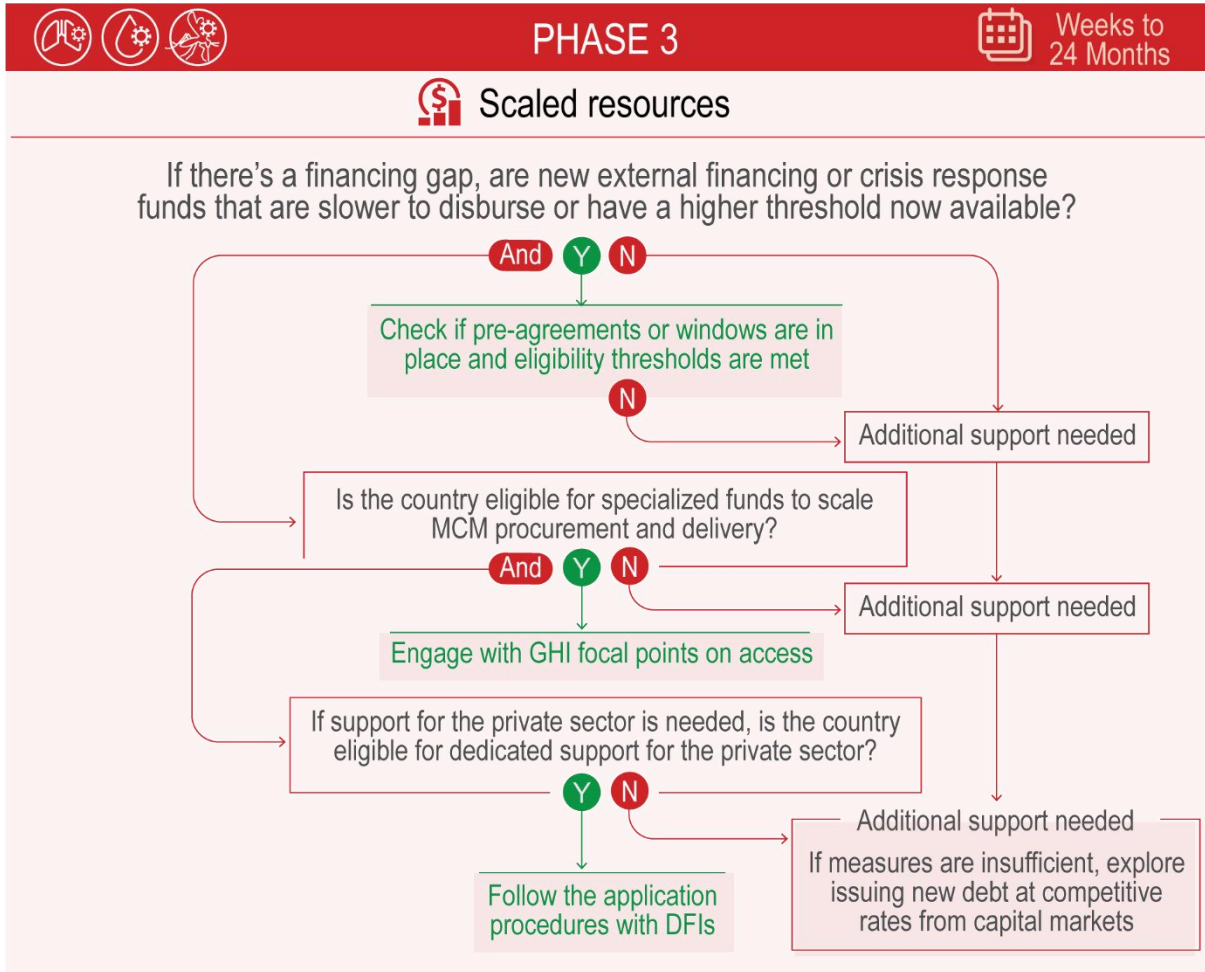 PHASE 3
Weeks to
24 Months
$
Scaled resources
If there’s a financing gap, are new external financing or crisis response
funds that are slower to disburse or have a higher threshold now available?
And Y N
Check if pre-agreements or windows are in
place and eligibility thresholds are met
N
Additional support needed
Is the country eligible for specialized funds to scale
MCM procurement and delivery?
And Y N
Additional support needed
Engage with GHI focal points on access
If support for the private sector is needed, is the country
eligible for dedicated support for the private sector?
Y N
Additional support needed
If measures are insufficient, explore
issuing new debt at competitive
rates from capital markets
Follow the application
procedures with DFIs